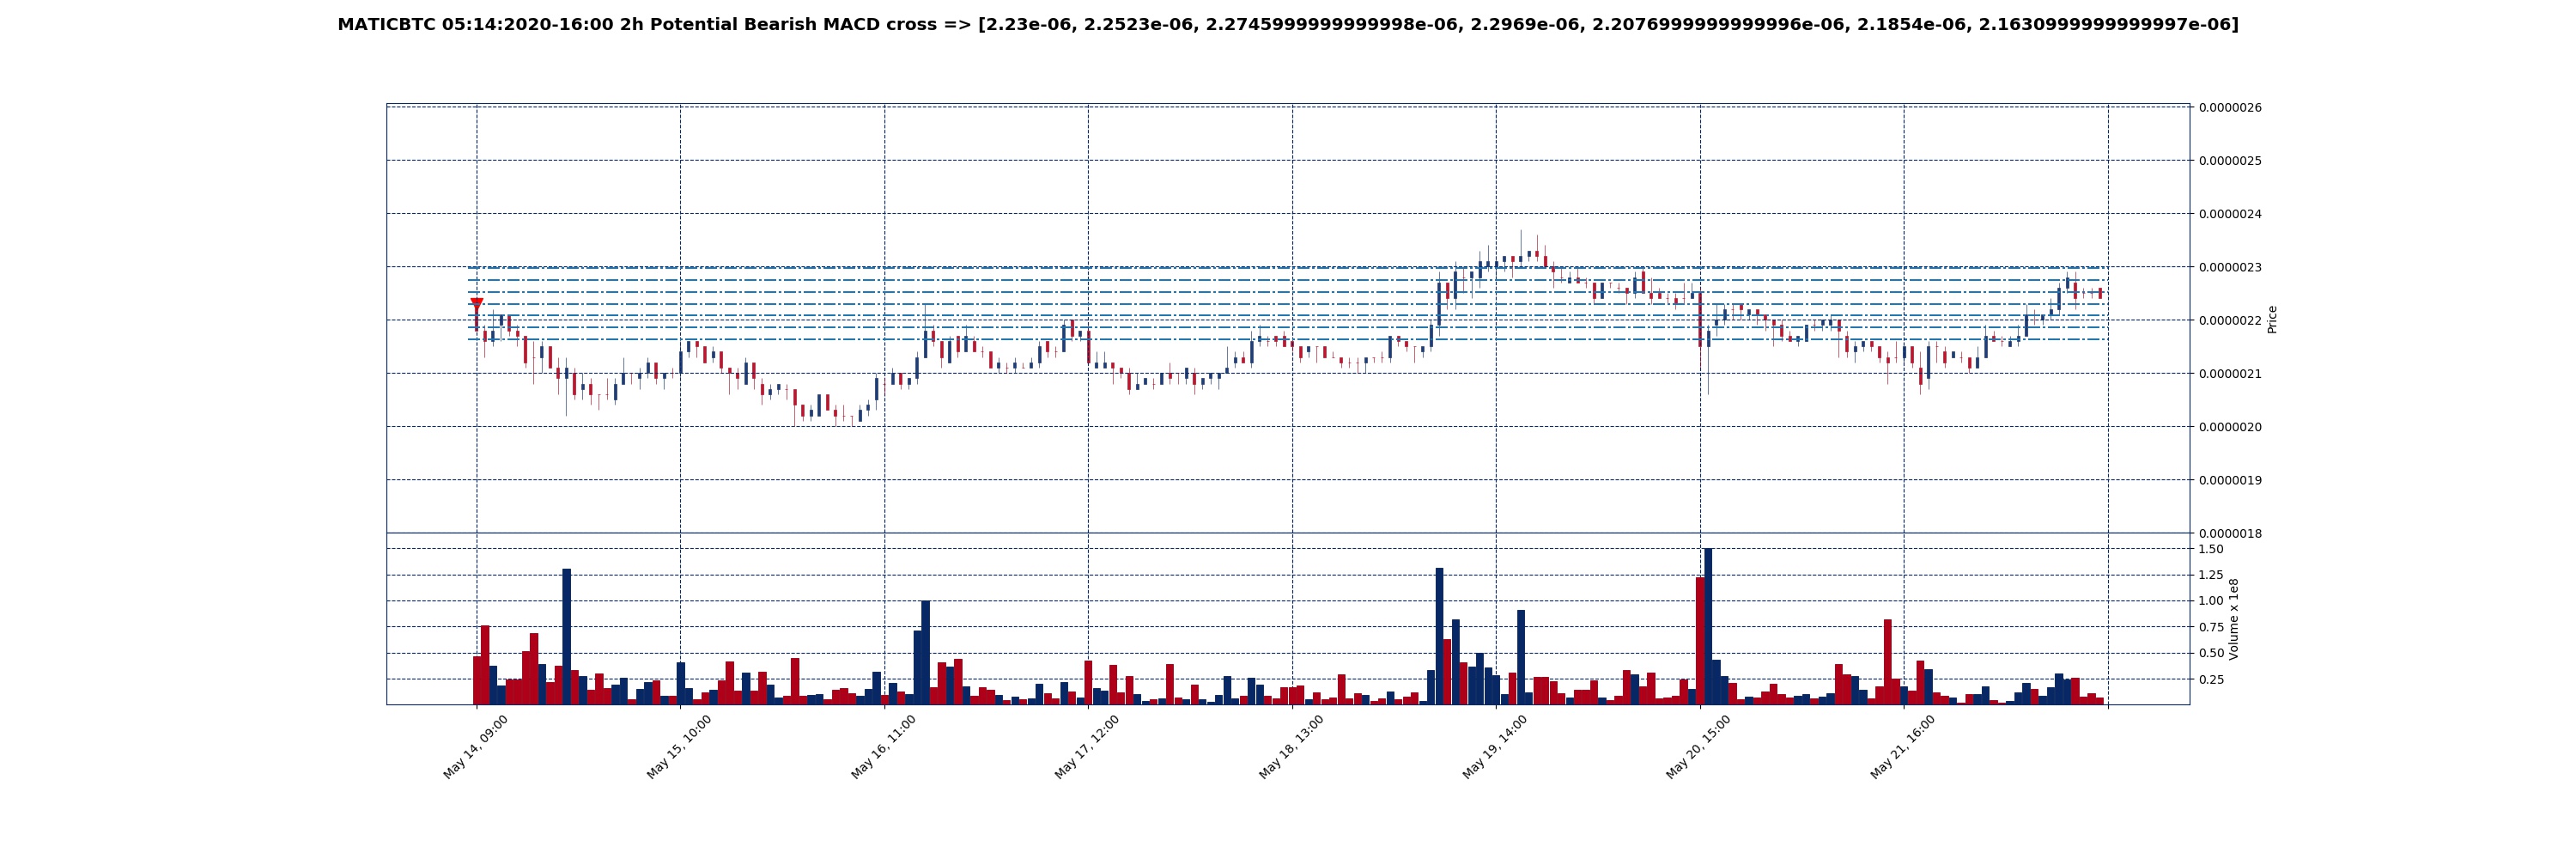 MATICBTC 05:14:2020-16:00 2h Potential Bearish MACD cross => [2.23e-06, 2.2523e-06, 2.2745999999999998e-06, 2.2969e-06, 2.2076999999999996e-06, 2.1854e-06, 2.1630999999999997e-06]
0.0000026
0.0000025
0.0000024
0.0000023
0.0000022
0.0000021
0.0000020
0.0000019
0.0000018
Price
1.50
1.25
1.00
0.75
0.50
0.25
Volume x 1e8
May 14, 09:00
May 15, 10:00
May 16, 11:00
May 17, 12:00
May 18, 13:00
May 19, 14:00
May 20, 15:00
May 21, 16:00